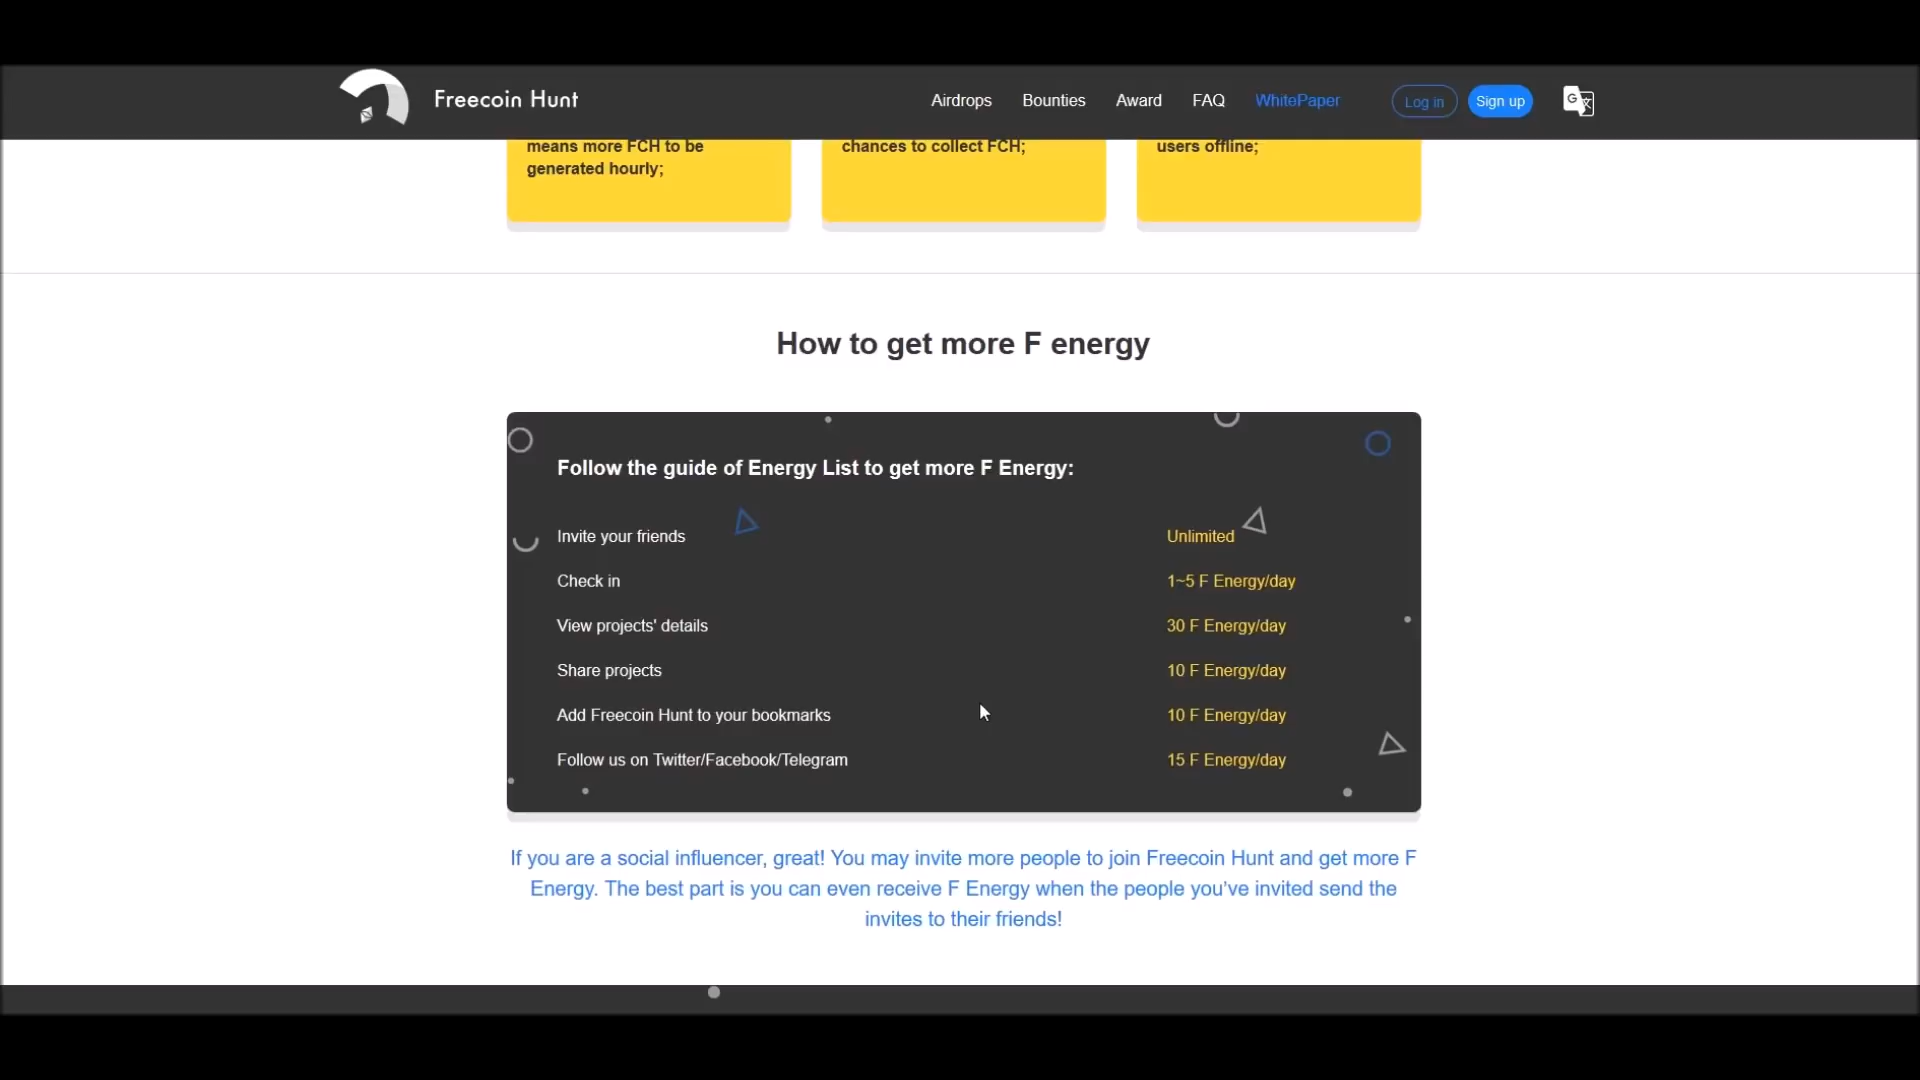 Freecoin Hunt
Airdrops Bounties Award FAQ WhitePaper Log in Sign up
means more FCH to be
generated hourly;
chances to collect FCH;
users offline;
How to get more F energy
Follow the guide of Energy List to get more F Energy:
Invite your friends Unlimited
Check in 1~5 F Energy/day
View projects' details 30 F Energy/day
Share projects 10 F Energy/day
Add Freecoin Hunt to your bookmarks 10 F Energy/day
Follow us on Twitter/Facebook/Telegram 15 F Energy/day
If you are a social influencer, great! You may invite more people to join Freecoin Hunt and get more F
Energy. The best part is you can even receive F Energy when the people you’ve invited send the
invites to their friends!